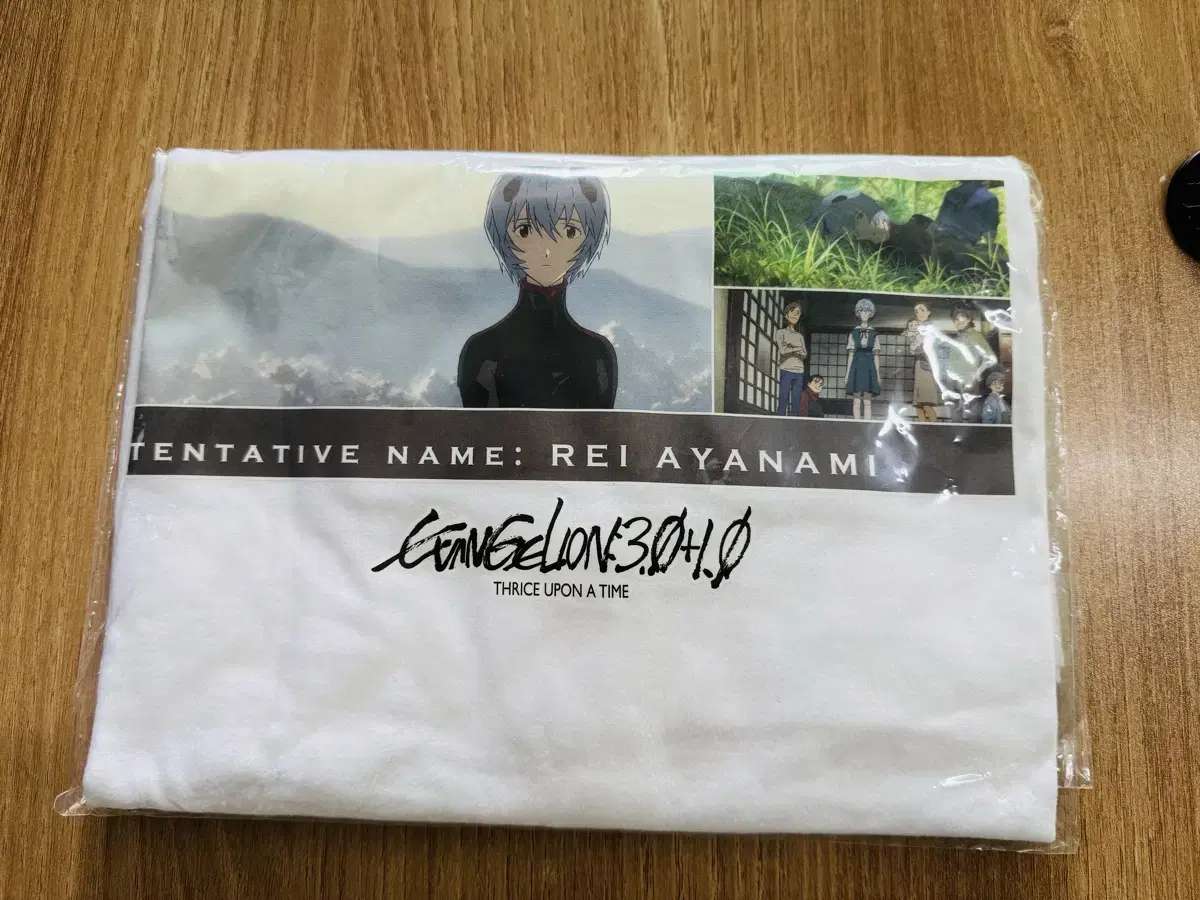 TENTATIVE NAME: REI AYANAMI
EVANGELION:3.0+1.0
THRICE UPON A TIME